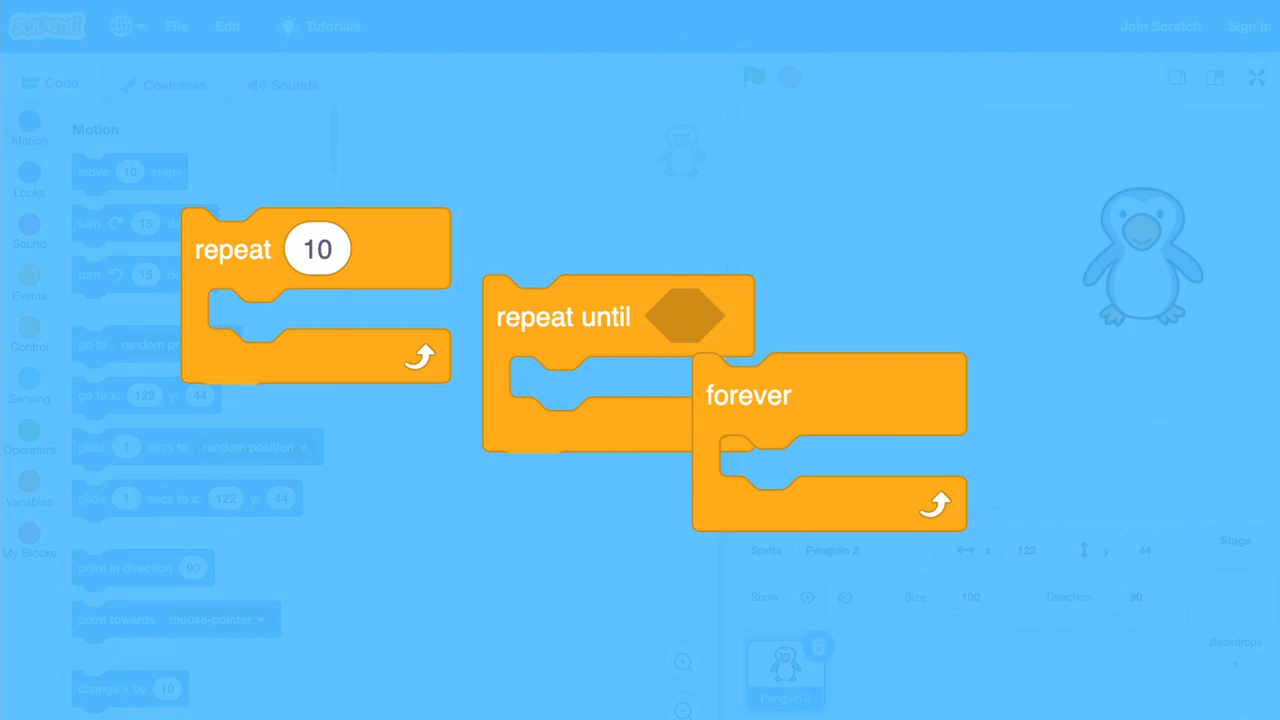 SCRATCH
File Edit Tutorials
Join Scratch Sign in
Code Costumes Sounds
Motion
Looks
Sound
Events
Control
Sensing
Operators
Variables
My Blocks
Motion
move 10 steps
turn 15
turn 15
go to random
go to x: 122 y: 44
glide 1 secs to random position
glide 1 secs to x: 122 y: 44
point in direction 90
point towards mouse-pointer
change x by 10
repeat 10
repeat until
forever
Sprite Penguin 2 x 122 y 44
Show Size 100 Direction 90
Penguin 2
Stage
Backdrops
1